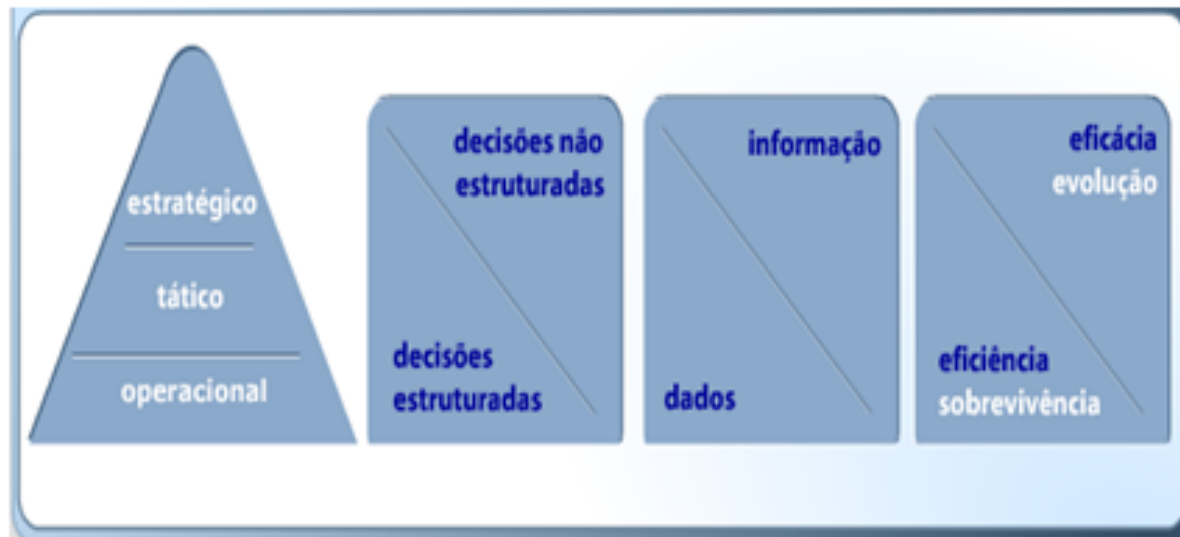 estratégico
tático
operacional
decisões não
estruturadas
decisões
estruturadas
informação
dados
eficácia
evolução
eficiência
sobrevivência